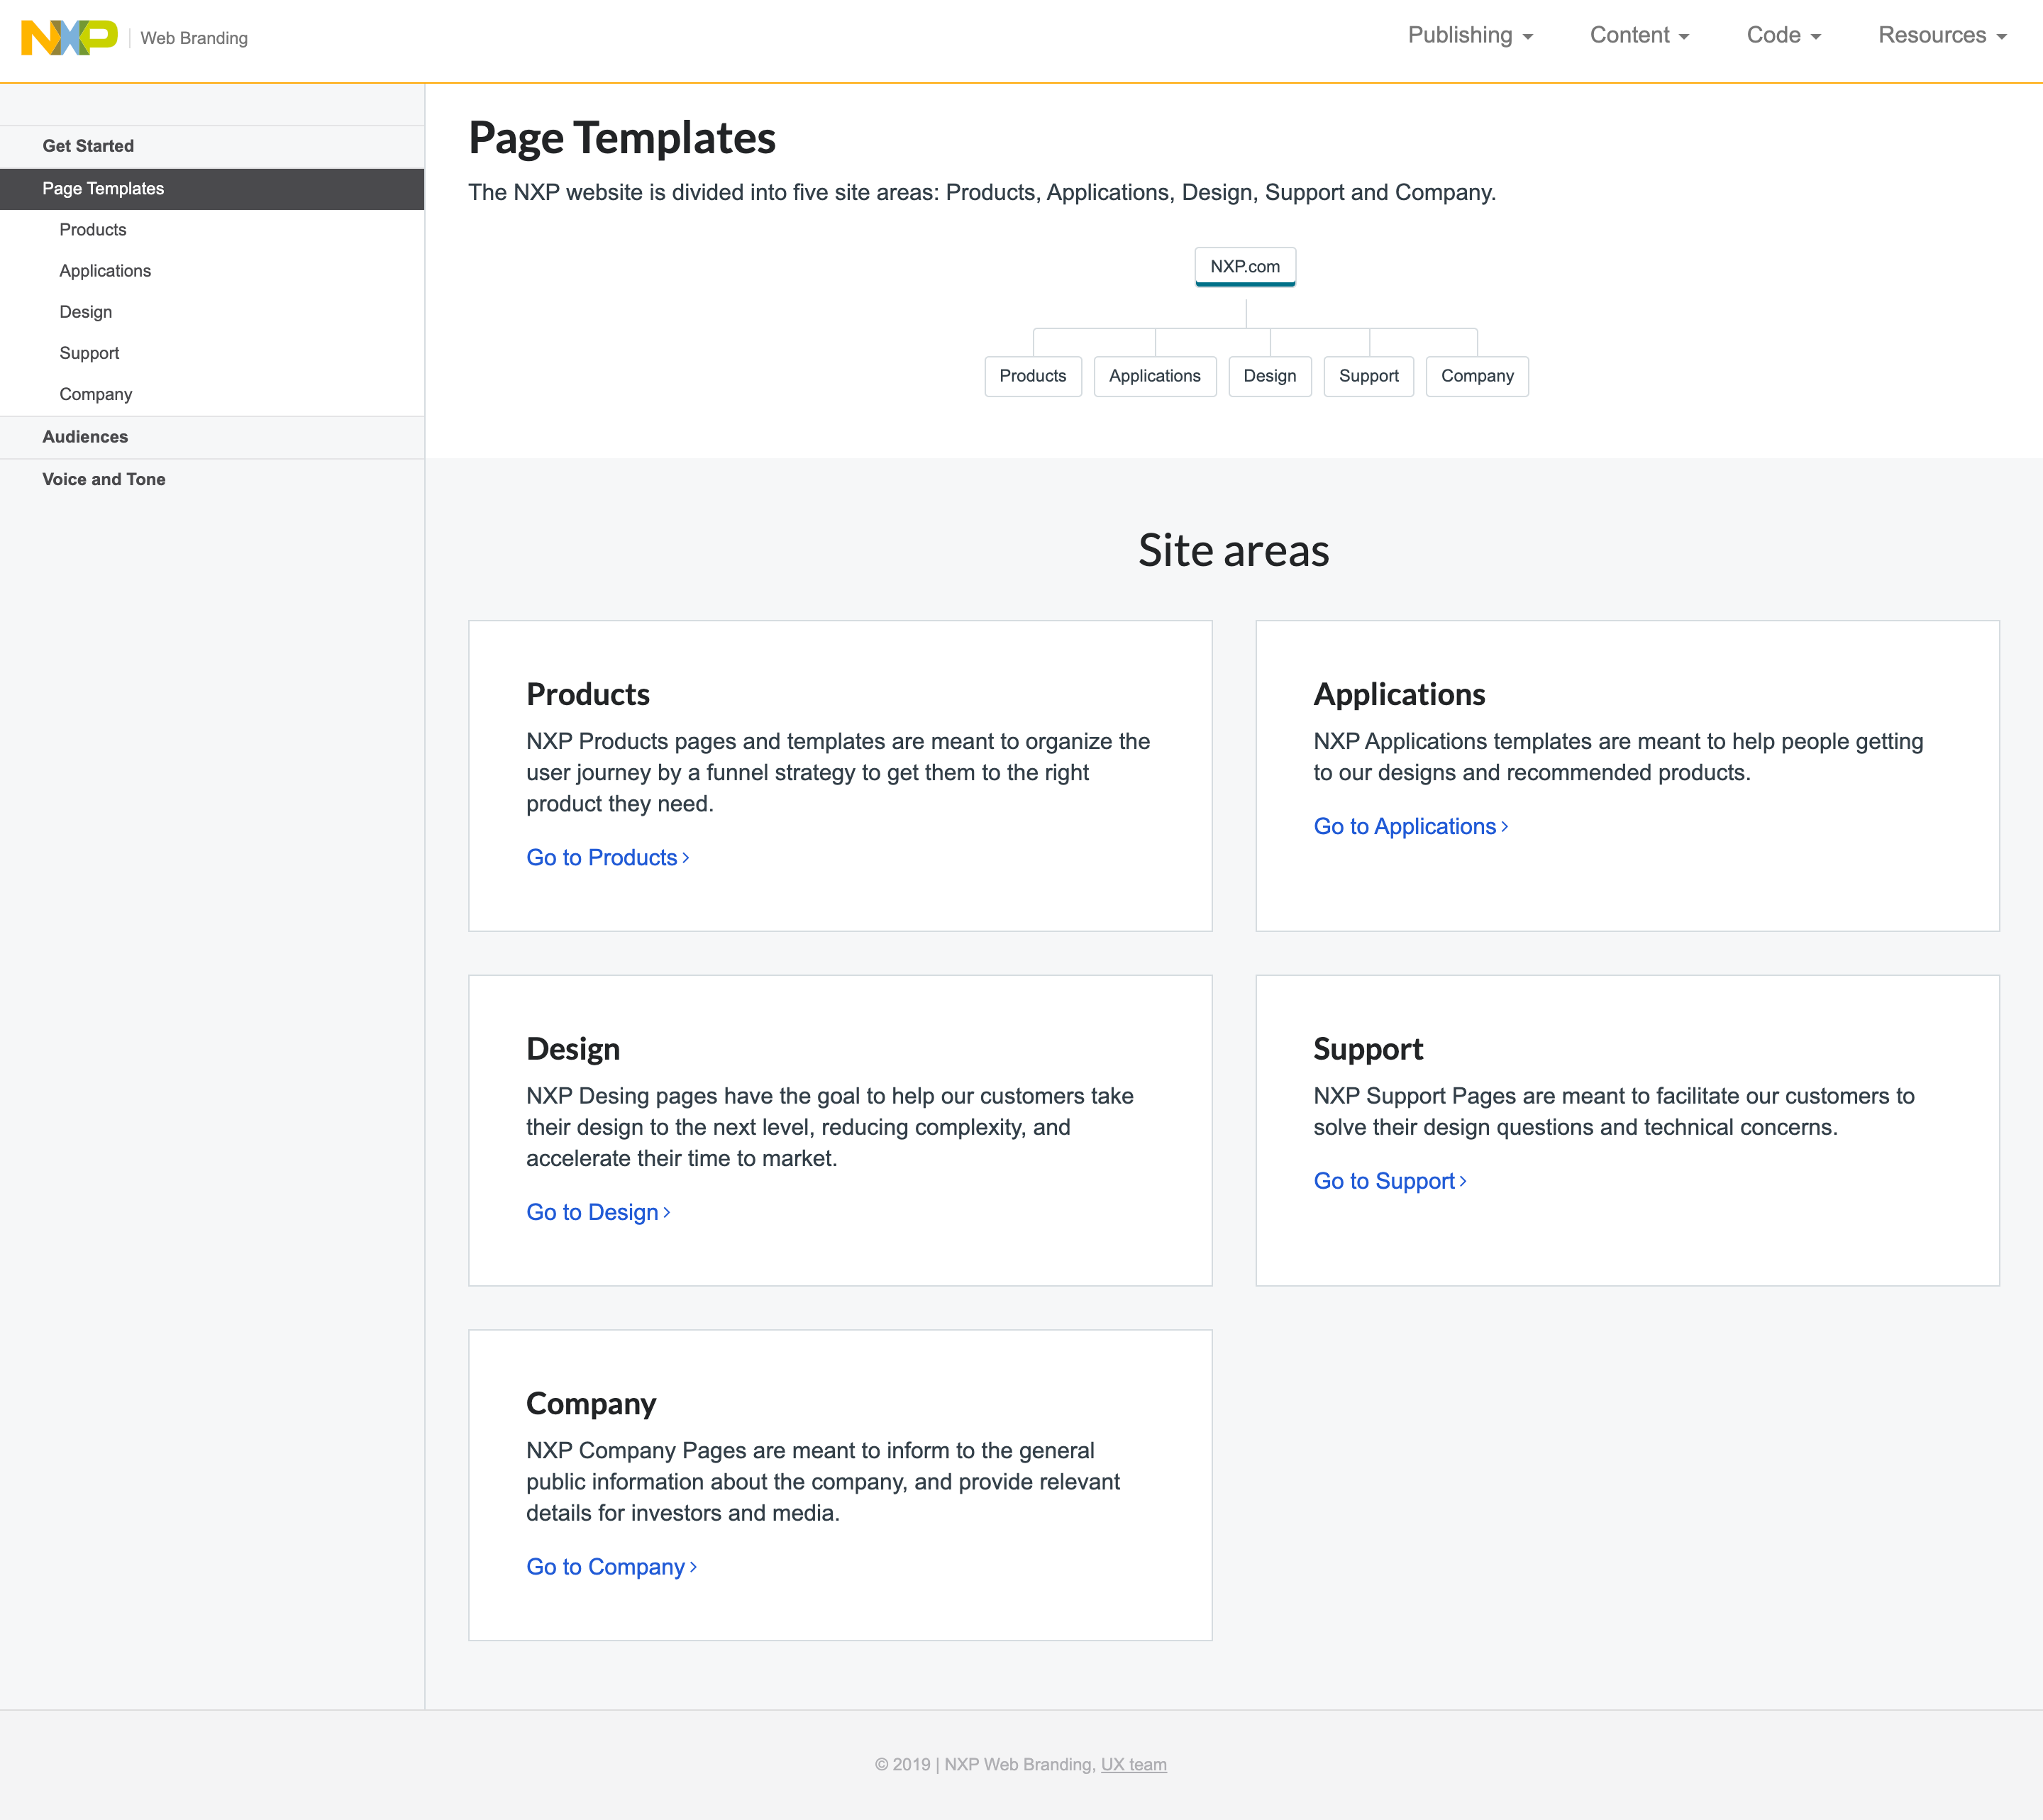 NXP Web Branding
Publishing
Content
Code
Resources
Get Started
Page Templates
Products
Applications
Design
Support
Company
Audiences
Voice and Tone
Page Templates
The NXP website is divided into five site areas: Products, Applications, Design, Support and Company.
NXP.com
Products
Applications
Design
Support
Company
Site areas
Products
NXP Products pages and templates are meant to organize the
user journey by a funnel strategy to get them to the right
product they need.
Go to Products
Applications
NXP Applications templates are meant to help people getting
to our designs and recommended products.
Go to Applications
Design
NXP Desing pages have the goal to help our customers take
their design to the next level, reducing complexity, and
accelerate their time to market.
Go to Design
Support
NXP Support Pages are meant to facilitate our customers to
solve their design questions and technical concerns.
Go to Support
Company
NXP Company Pages are meant to inform to the general
public information about the company, and provide relevant
details for investors and media.
Go to Company
© 2019 | NXP Web Branding, UX team